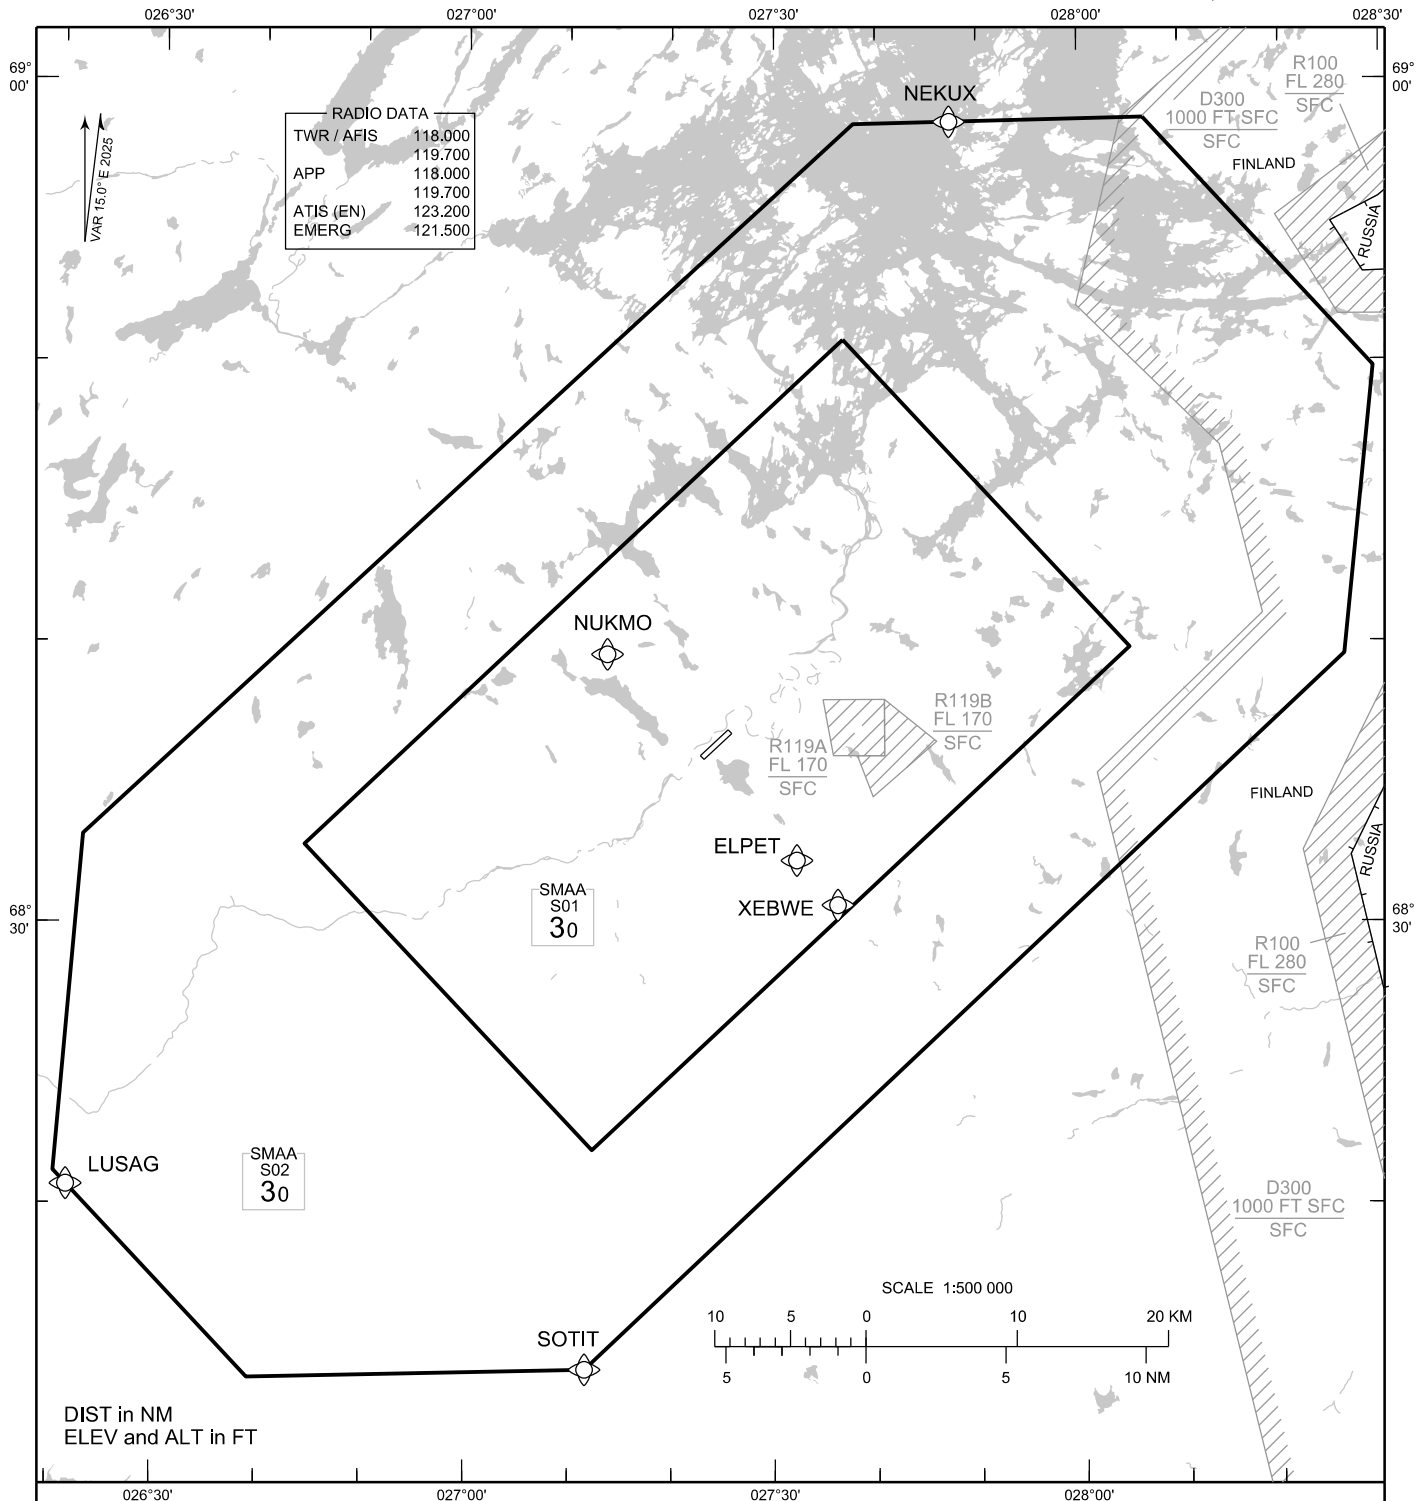 026°30'
027°00'
027°30'
028°00'
028°30'
69°
00'
69°
00'
VAR 15.0° E 2025
RADIO DATA
TWR / AFIS 118.000
119.700
APP 118.000
119.700
ATIS (EN) 123.200
EMERG 121.500
NEKUX
R100
FL 280
SFC
D300
1000 FT SFC
SFC
FINLAND
RUSSIA
NUKMO
R119B
FL 170
SFC
R119A
FL 170
SFC
FINLAND
RUSSIA
ELPET
XEBWE
SMAA
S01
30
68°
30'
68°
30'
R100
FL 280
SFC
LUSAG
SMAA
S02
30
D300
1000 FT SFC
SFC
SCALE 1:500 000
10 5 0 10 20 KM
5 0 5 10 NM
SOTIT
DIST in NM
ELEV and ALT in FT
026°30'
027°00'
027°30'
028°00'